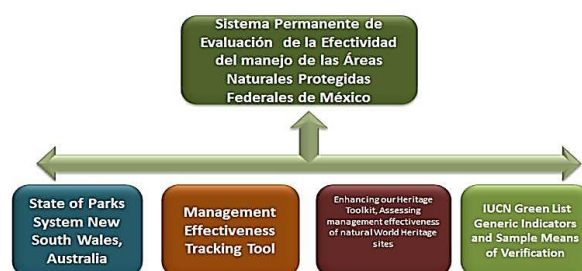 Sistema Permanente de
Evaluación de la Efectividad
del manejo de las Áreas
Naturales Protegidas
Federales de México
State of Parks
System New
South Wales,
Australia
Management
Effectiveness
Tracking Tool
Enhancing our Heritage
Toolkit, Assessing
management effectiveness
of natural World Heritage
sites
IUCN Green List
Generic Indicators
and Sample Means
of Verification